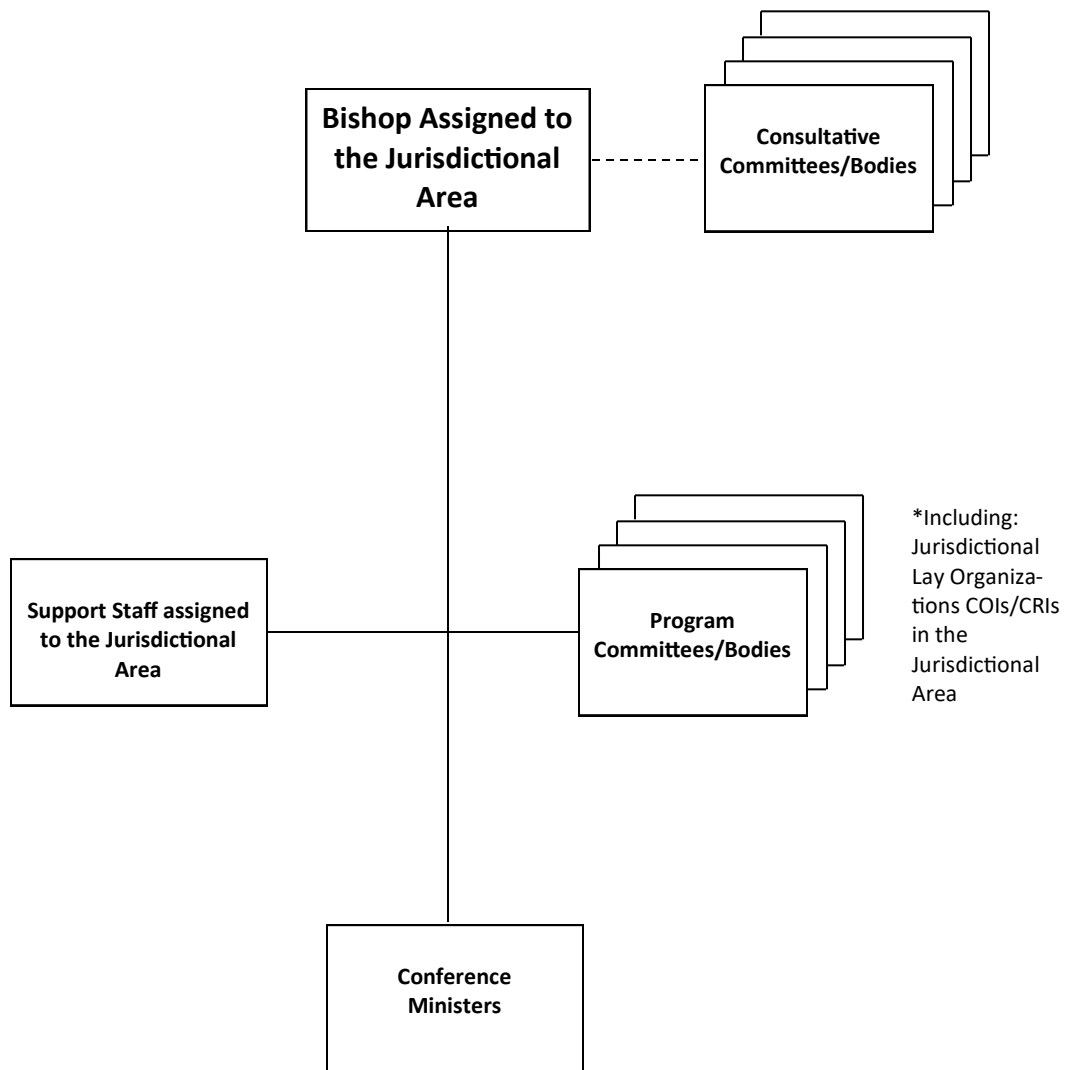 Bishop Assigned to
the Jurisdictional
Area
Consultative
Committees/Bodies
Support Staff assigned
to the Jurisdictional
Area
Program
Committees/Bodies
*Including:
Jurisdictional
Lay Organiza-
tions COIs/CRIs
in the
Jurisdictional
Area
Conference
Ministers